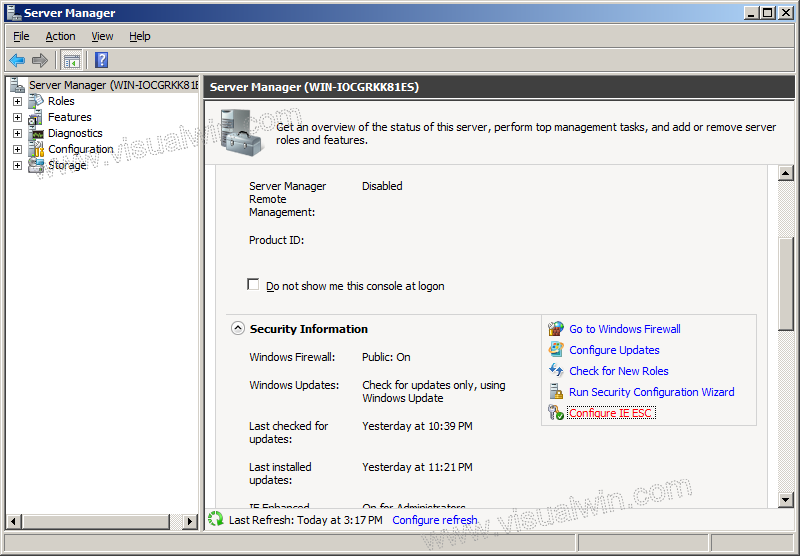 Server Manager
File Action View Help
Server Manager (WIN-IOCGRKK81E
Roles
Features
Diagnostics
Configuration
Storage
Server Manager (WIN-IOCGRKK81ES)
Get an overview of the status of this server, perform top management tasks, and add or remove server
roles and features.
Server Manager
Remote
Management:
Disabled
Product ID:
Do not show me this console at logon
Security Information
Windows Firewall:
Public: On
Windows Updates:
Check for updates only, using
Windows Update
Last checked for
updates:
Yesterday at 10:39 PM
Last installed
updates:
Yesterday at 11:21 PM
IE Enhanced
On for Administrators
Go to Windows Firewall
Configure Updates
Check for New Roles
Run Security Configuration Wizard
Configure IE ESC
Last Refresh: Today at 3:17 PM Configure refresh
www.visualwin.com
www.visualwin.com